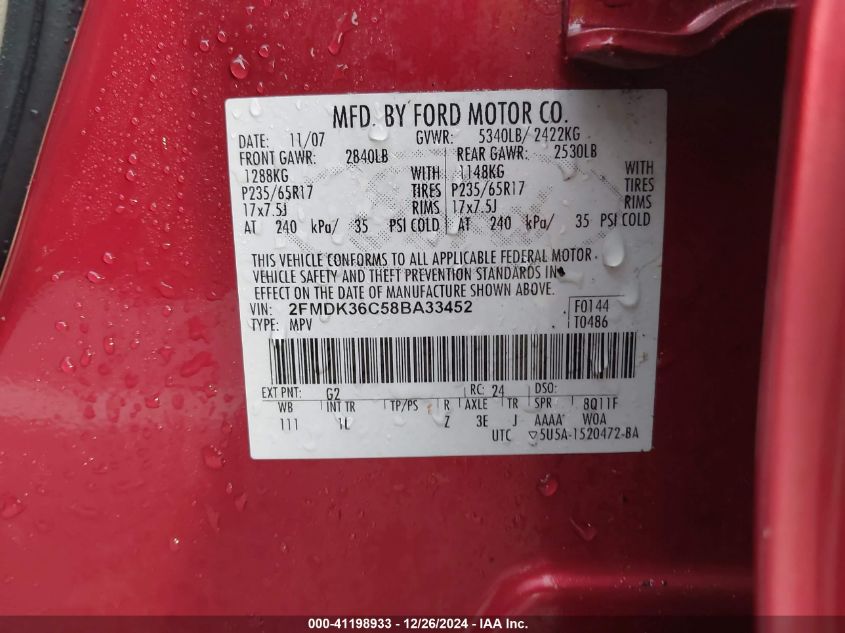 MFD. BY FORD MOTOR CO.
DATE: 11/07 GVWR: 5340LB/ 2422KG
FRONT GAWR: 2840LB REAR GAWR: 2530LB
1288KG WITH 1148KG WITH
P235/65R17 TIRES P235/65R17 TIRES
17x7.5J RIMS 17x7.5J RIMS
AT 240 kPa/ 35 PSI COLD AT 240 kPa/ 35 PSI COLD
THIS VEHICLE CONFORMS TO ALL APPLICABLE FEDERAL MOTOR
VEHICLE SAFETY AND THEFT PREVENTION STANDARDS IN
EFFECT ON THE DATE OF MANUFACTURE SHOWN ABOVE.
VIN: 2FMDK36C58BA33452 F0144
TYPE: MPV T0486
EXT PNT: G2 RC: 24 DSO:
WB INT TR TP/PS R AXLE TR SPR 8Q11F
111 Z 3E J AAAA W0A
UTC ▽5U5A-1520472-BA
000-41198933 / 12/26/2024 / IAA Inc.